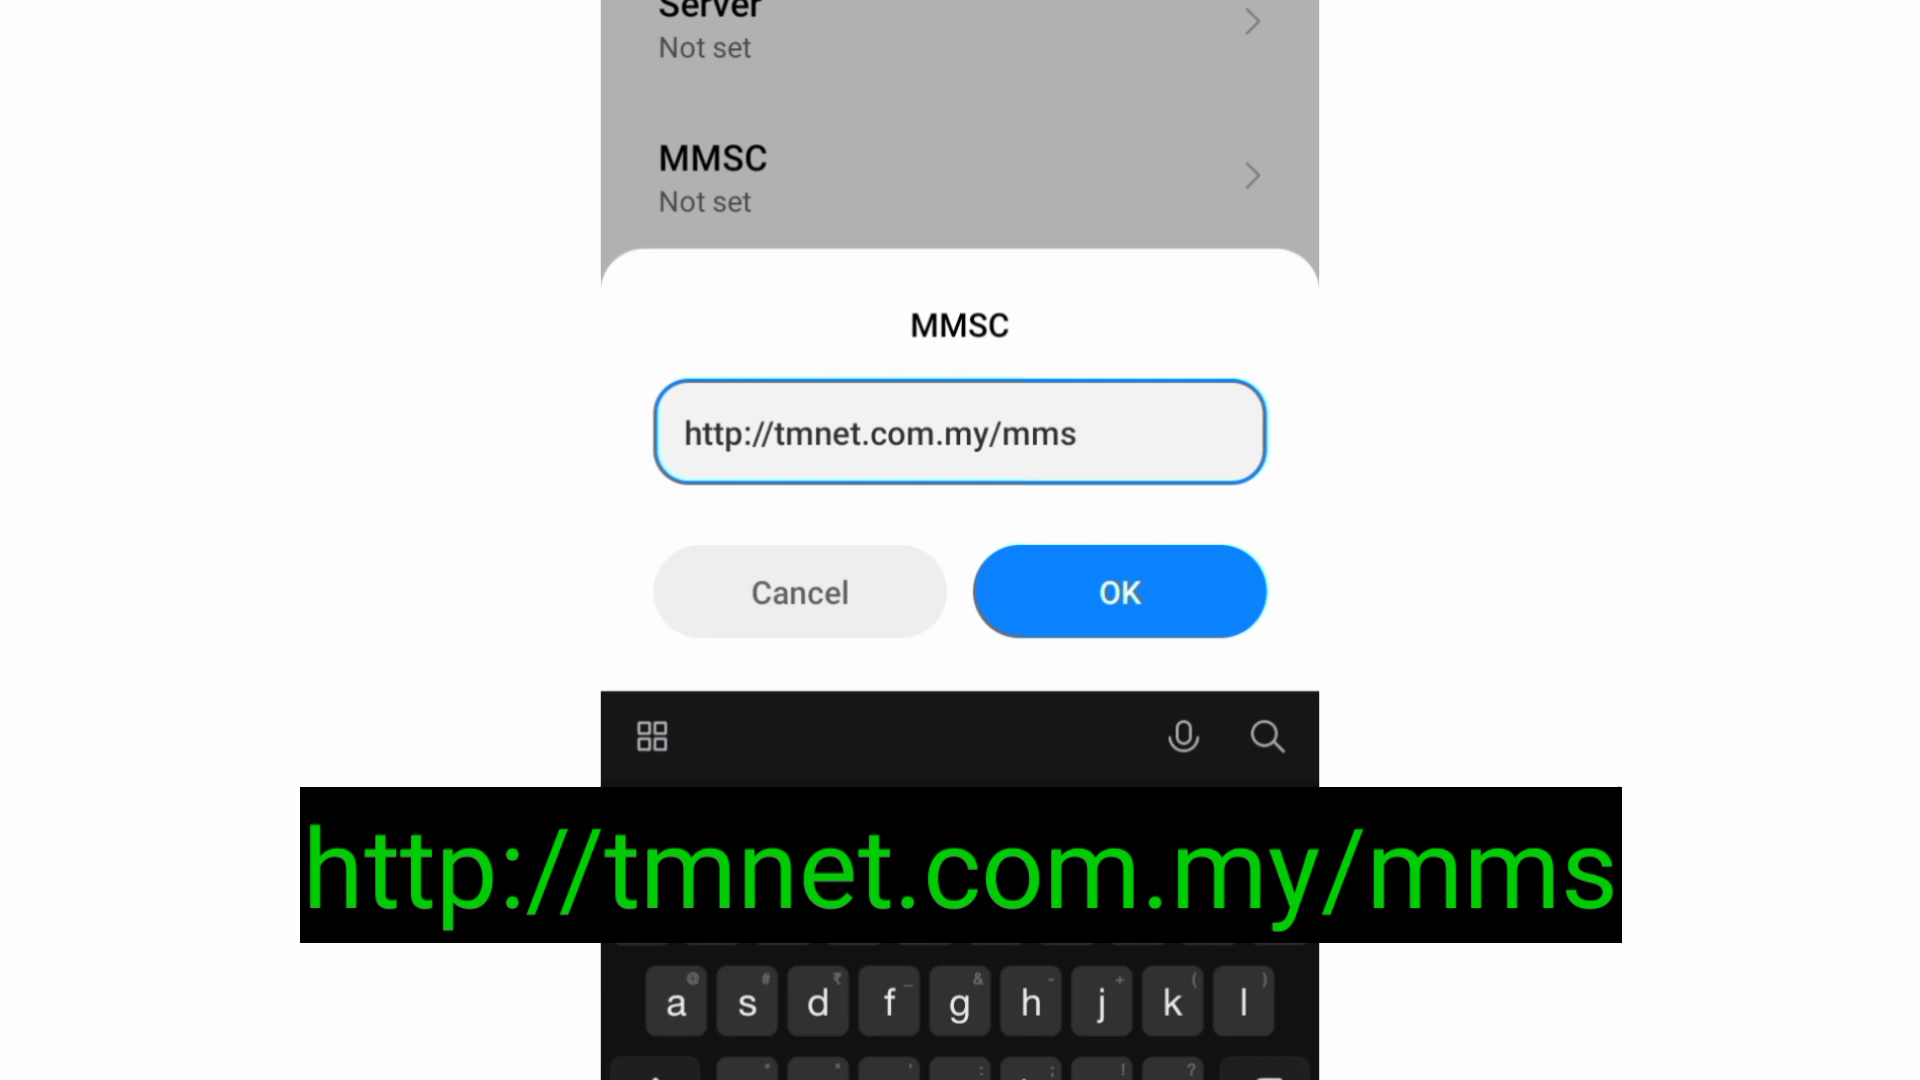 Server
Not set
MMSC
Not set
MMSC
http://tmnet.com.my/mms
Cancel
OK
http://tmnet.com.my/mms
@ # ₹ _ & - + ( )
a s d f g h j k l
* " ' : ; ! ?